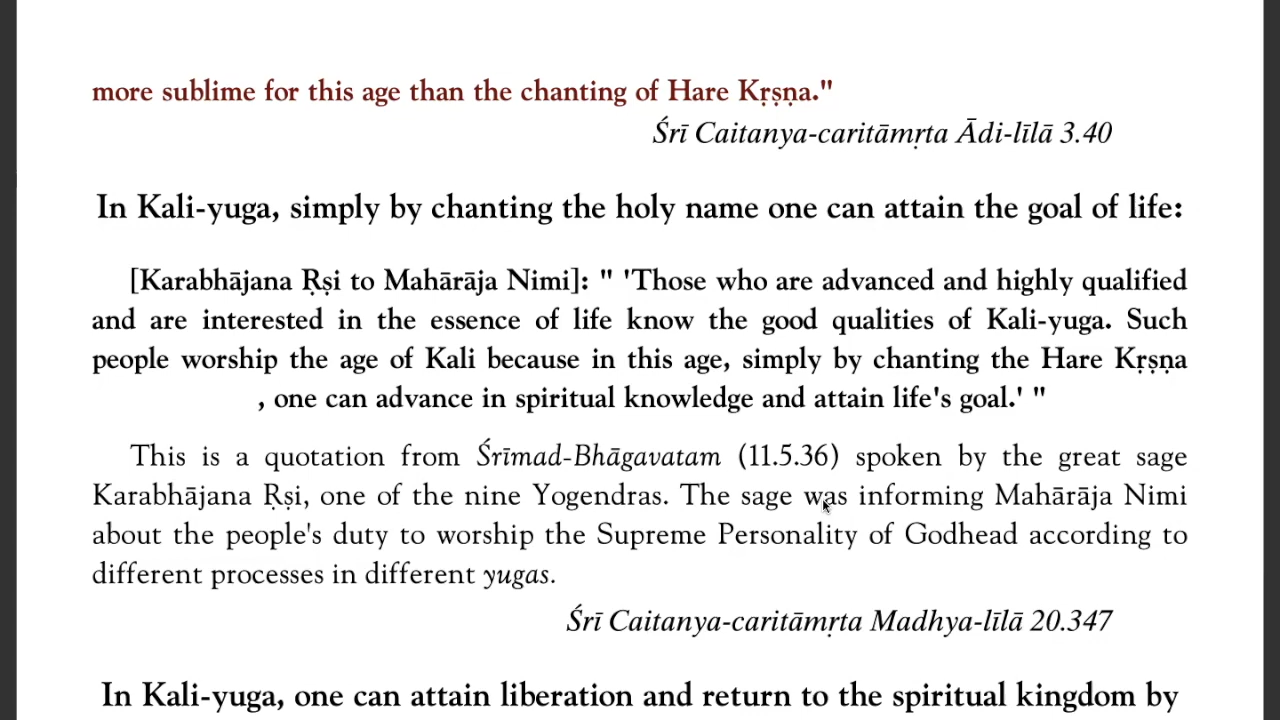 more sublime for this age than the chanting of Hare Kṛṣṇa."
Śrī Caitanya-caritāmṛta Ādi-līlā 3.40
In Kali-yuga, simply by chanting the holy name one can attain the goal of life:
[Karabhājana Ṛṣi to Mahārāja Nimi]: " 'Those who are advanced and highly qualified
and are interested in the essence of life know the good qualities of Kali-yuga. Such
people worship the age of Kali because in this age, simply by chanting the Hare Kṛṣṇa
, one can advance in spiritual knowledge and attain life's goal.' "
This is a quotation from Śrīmad-Bhāgavatam (11.5.36) spoken by the great sage
Karabhājana Ṛṣi, one of the nine Yogendras. The sage was informing Mahārāja Nimi
about the people's duty to worship the Supreme Personality of Godhead according to
different processes in different yugas.
Śrī Caitanya-caritāmṛta Madhya-līlā 20.347
In Kali-yuga, one can attain liberation and return to the spiritual kingdom by